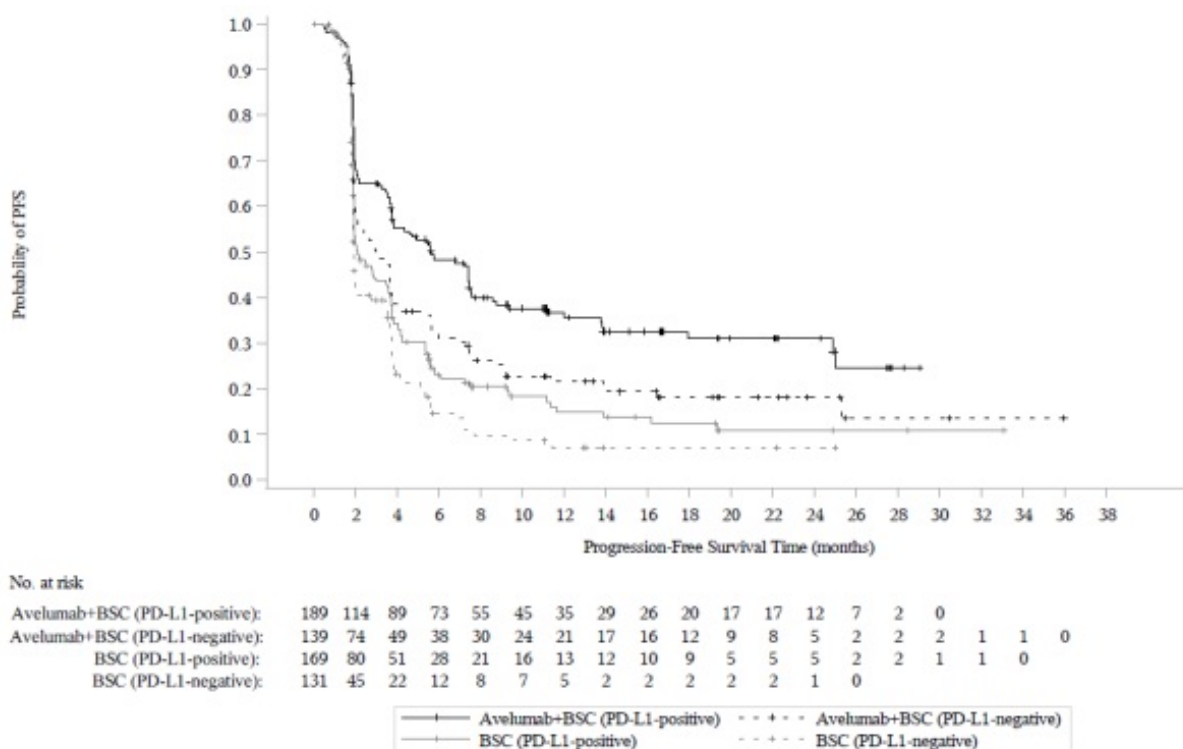 Probability of PFS
1.0
0.9
0.8
0.7
0.6
0.5
0.4
0.3
0.2
0.1
0.0
0 2 4 6 8 10 12 14 16 18 20 22 24 26 28 30 32 34 36 38
Progression-Free Survival Time (months)
No. at risk
Avelumab+BSC (PD-L1-positive): 189 114 89 73 55 45 35 29 26 20 17 17 12 7 2 0
Avelumab+BSC (PD-L1-negative): 139 74 49 38 30 24 21 17 16 12 9 8 5 2 2 2 1 1 0
BSC (PD-L1-positive): 169 80 51 28 21 16 13 12 10 9 5 5 5 2 2 1 1 0
BSC (PD-L1-negative): 131 45 22 12 8 7 5 2 2 2 2 2 1 0
Avelumab+BSC (PD-L1-positive) Avelumab+BSC (PD-L1-negative)
BSC (PD-L1-positive) BSC (PD-L1-negative)